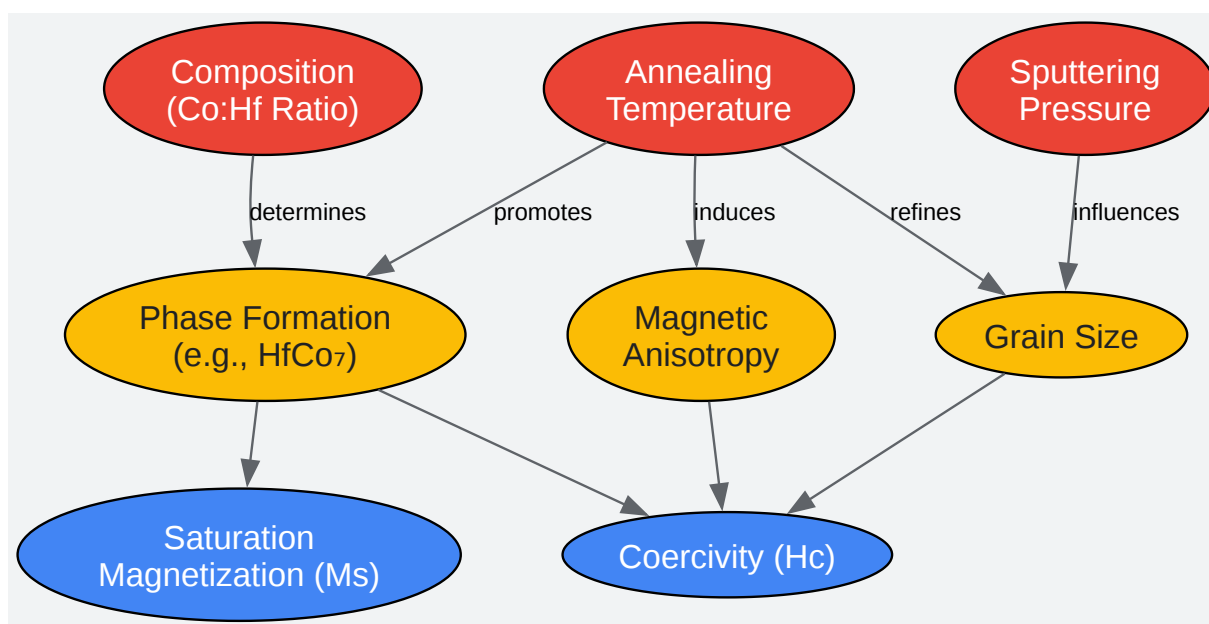 Composition
(Co:Hf Ratio)
Annealing
Temperature
Sputtering
Pressure
determines
promotes
induces
refines
influences
Phase Formation
(e.g., HfCo₇)
Magnetic
Anisotropy
Grain Size
Saturation
Magnetization (Ms)
Coercivity (Hc)